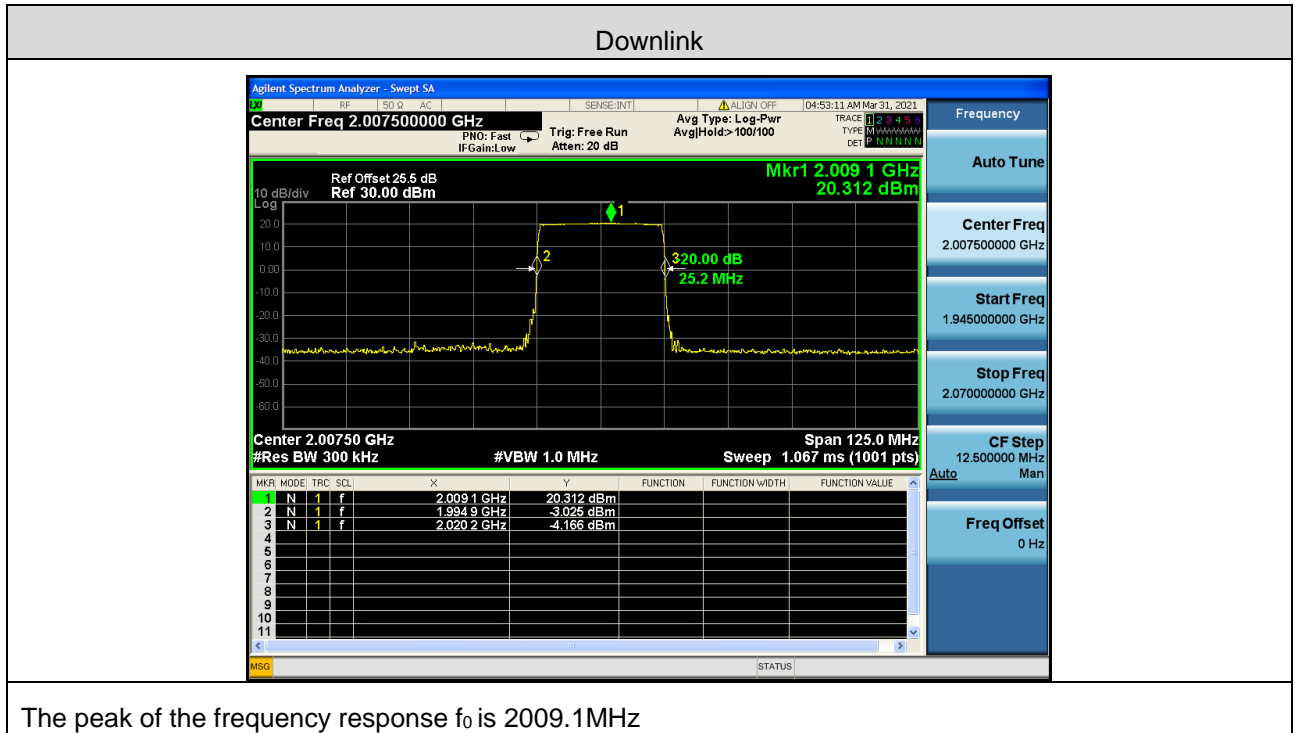 Downlink
Agilent Spectrum Analyzer - Swept SA
LXI RF 50 Ω AC SENSE:INT ALIGN OFF 04:53:11 AM Mar 31, 2021
Center Freq 2.007500000 GHz
PNO: Fast
IFGain:Low
Trig: Free Run
Atten: 20 dB
Avg Type: Log-Pwr
Avg|Hold:>100/100
TRACE 1 2 3 4 5 6
TYPE MWWWWW
DET P N N N N N
Mkr1 2.009 1 GHz
20.312 dBm
Ref Offset 25.5 dB
10 dB/div Ref 30.00 dBm
Log
20.0
10.0
0.00
-10.0
-20.0
-30.0
-40.0
-50.0
-60.0
1
2
3
20.00 dB
25.2 MHz
Center 2.00750 GHz Span 125.0 MHz
#Res BW 300 kHz #VBW 1.0 MHz Sweep 1.067 ms (1001 pts)
MKR MODE TRC SCL X Y FUNCTION FUNCTION WIDTH FUNCTION VALUE
1 N 1 f 2.009 1 GHz 20.312 dBm
2 N 1 f 1.994 9 GHz -3.025 dBm
3 N 1 f 2.020 2 GHz -4.166 dBm
4
5
6
7
8
9
10
11
MSG STATUS
Frequency
Auto Tune
Center Freq
2.007500000 GHz
Start Freq
1.945000000 GHz
Stop Freq
2.070000000 GHz
CF Step
12.500000 MHz
Auto Man
Freq Offset
0 Hz
The peak of the frequency response f0 is 2009.1MHz